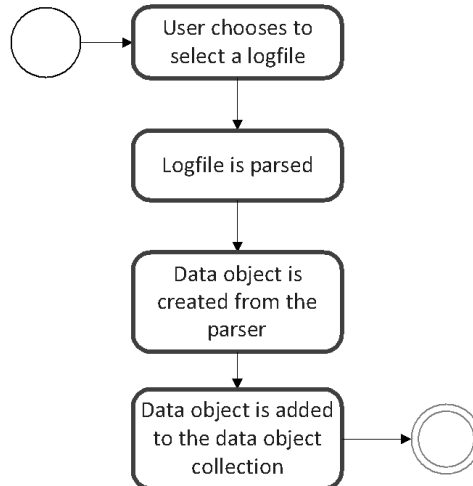 User chooses to
select a logfile
Logfile is parsed
Data object is
created from the
parser
Data object is added
to the data object
collection